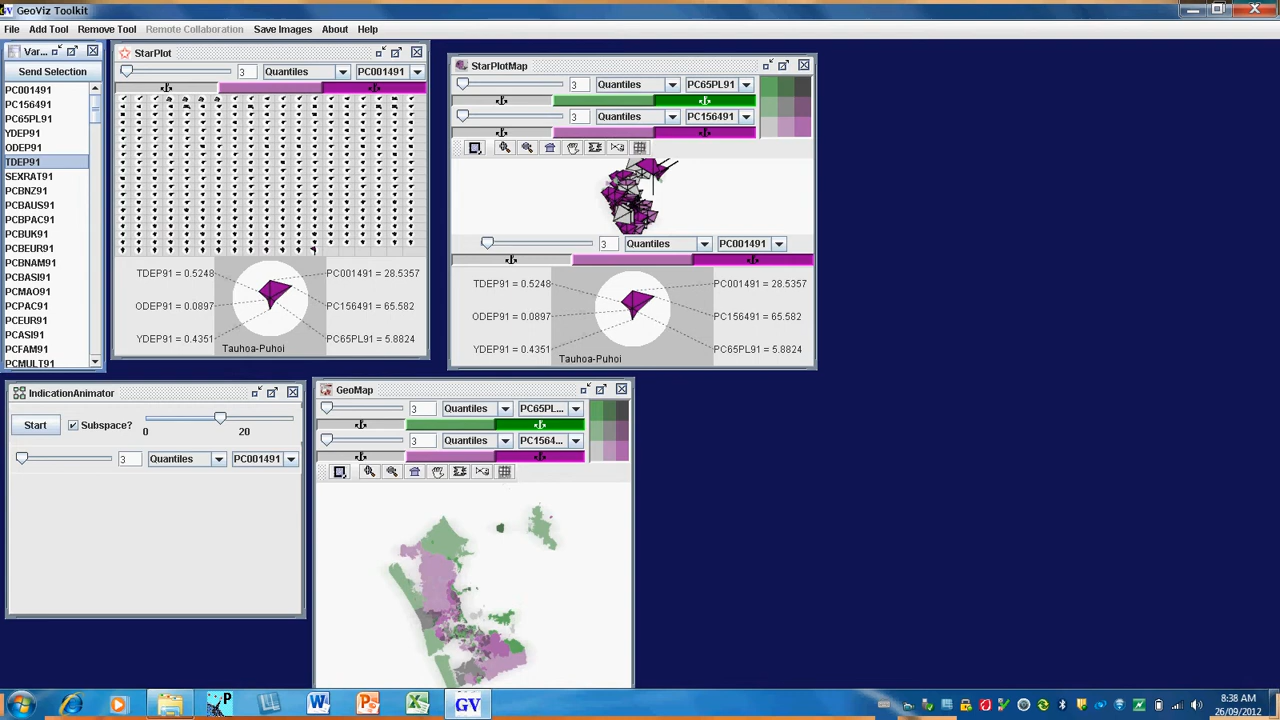 GV GeoViz Toolkit
File Add Tool Remove Tool Remote Collaboration Save Images About Help
Var...
Send Selection
PC001491
PC156491
PC65PL91
YDEP91
ODEP91
TDEP91
SEXRAT91
PCBNZ91
PCBAUS91
PCBPAC91
PCBUK91
PCBEUR91
PCBNAM91
PCBASI91
PCMAO91
PCPAC91
PCEUR91
PCASI91
PCFAM91
PCMULT91
StarPlot
3 Quantiles PC001491
TDEP91 = 0.5248 PC001491 = 28.5357
ODEP91 = 0.0897 PC156491 = 65.582
YDEP91 = 0.4351 PC65PL91 = 5.8824
Tauhoa-Puhoi
StarPlotMap
3 Quantiles PC65PL91
3 Quantiles PC156491
3 Quantiles PC001491
TDEP91 = 0.5248 PC001491 = 28.5357
ODEP91 = 0.0897 PC156491 = 65.582
YDEP91 = 0.4351 PC65PL91 = 5.8824
Tauhoa-Puhoi
IndicationAnimator
Start Subspace? 0 20
3 Quantiles PC001491
GeoMap
3 Quantiles PC65PL...
3 Quantiles PC1564...
GV
8:38 AM
26/09/2012